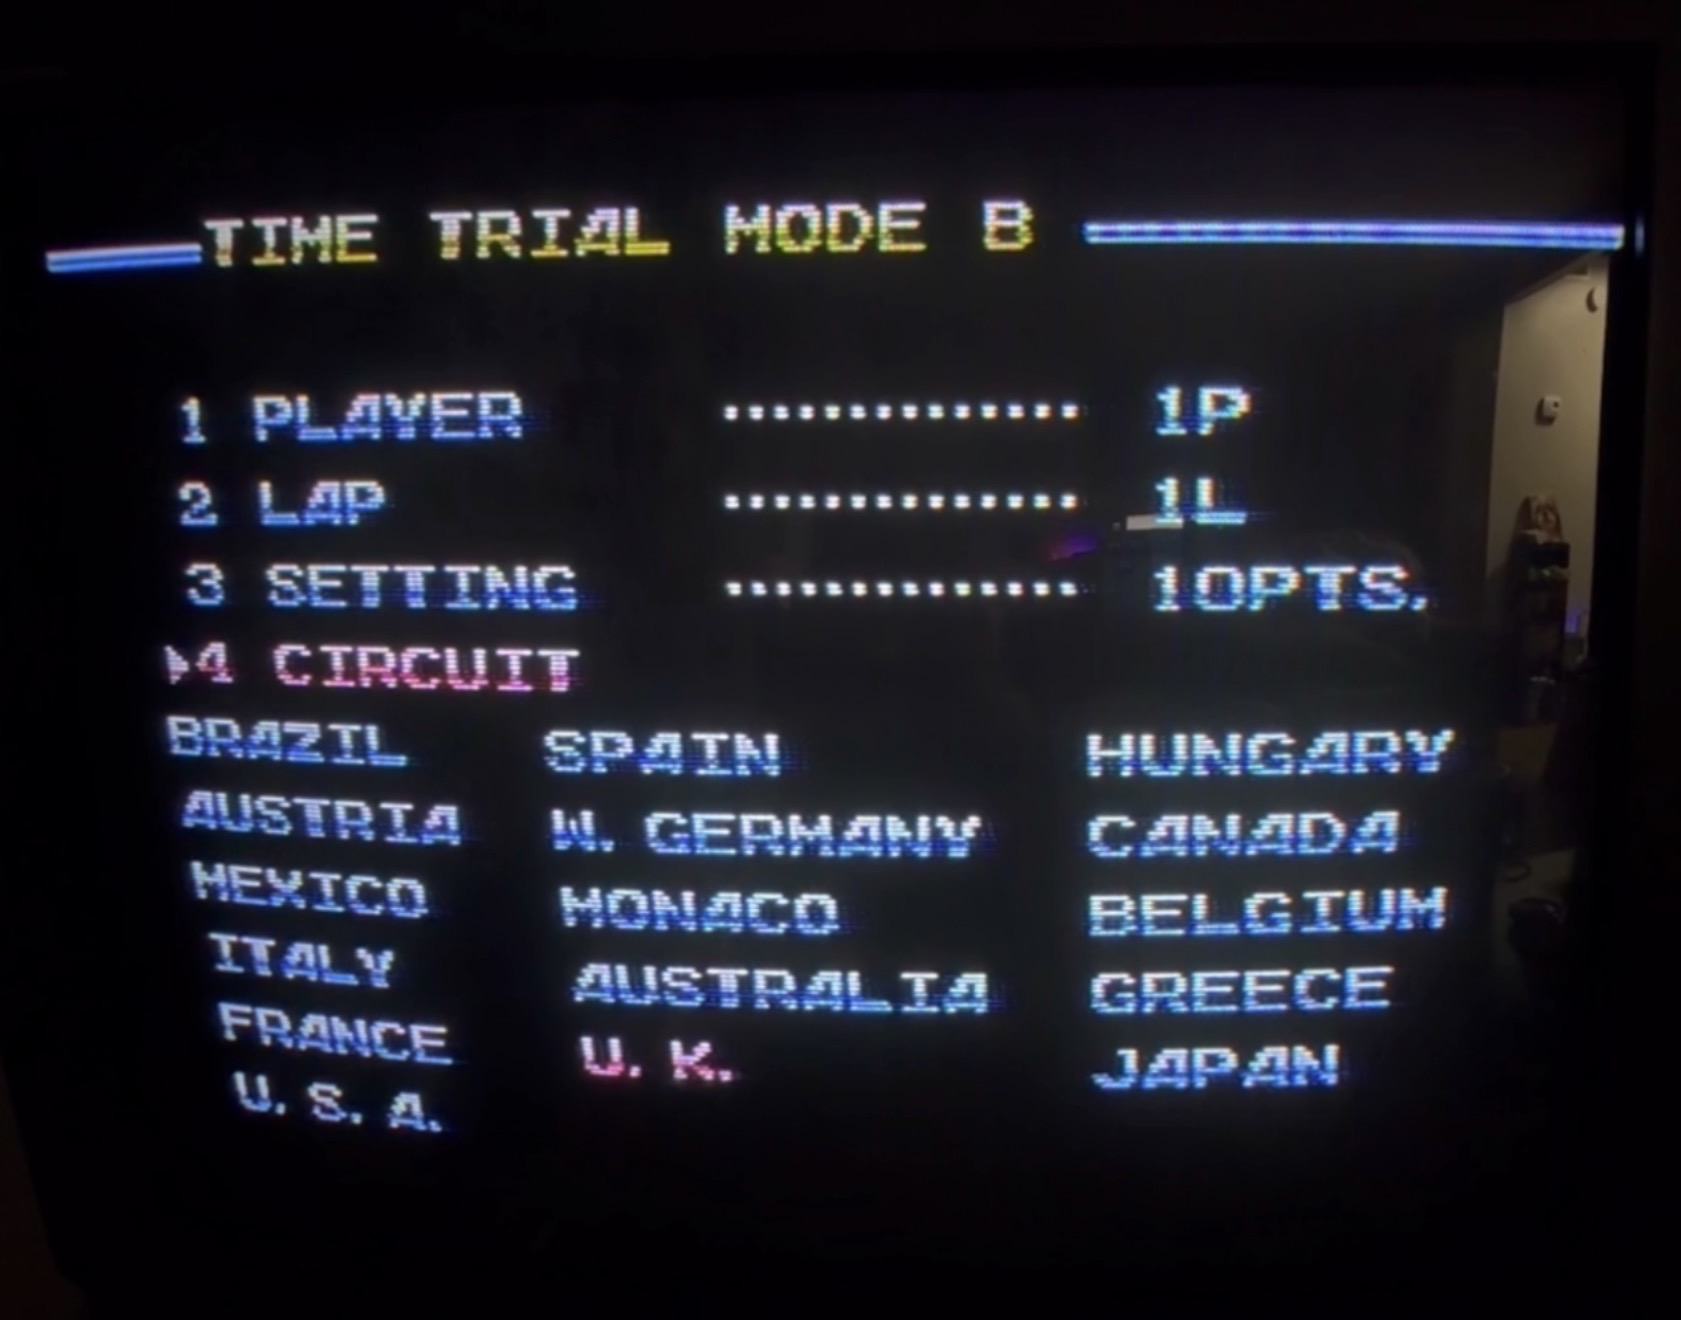 TIME TRIAL MODE B
1 PLAYER .............. 1P
2 LAP .............. 1L
3 SETTING .............. 10PTS.
▶4 CIRCUIT
BRAZIL SPAIN HUNGARY
AUSTRIA W. GERMANY CANADA
MEXICO MONACO BELGIUM
ITALY AUSTRALIA GREECE
FRANCE U. K. JAPAN
U. S. A.